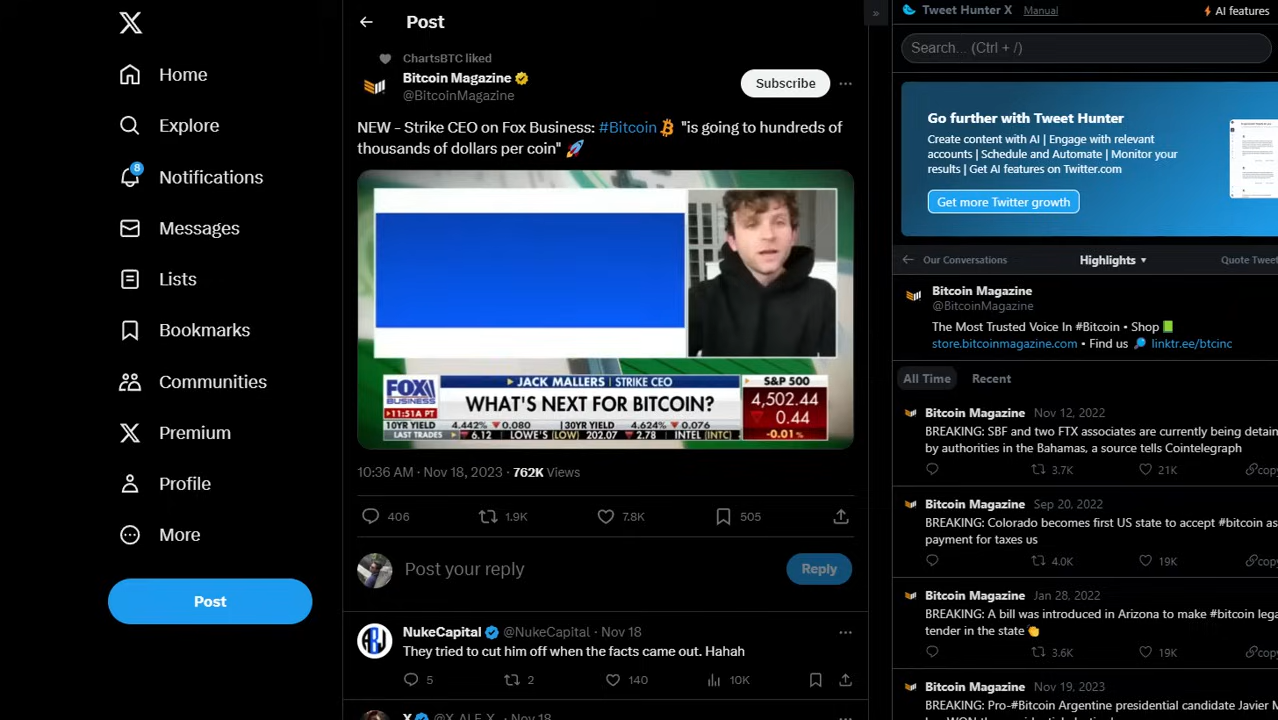 Home
Explore
8
Notifications
Messages
Lists
Bookmarks
Communities
Premium
Profile
More
Post
Post
ChartsBTC liked
Bitcoin Magazine
@BitcoinMagazine
Subscribe
NEW - Strike CEO on Fox Business: #Bitcoin "is going to hundreds of
thousands of dollars per coin" 🚀
FOX
BUSINESS
11:51A PT
JACK MALLERS | STRIKE CEO
WHAT'S NEXT FOR BITCOIN?
S&P 500
4,502.44
0.44
-0.01%
10YR YIELD 4.442% ▼0.080 30YR YIELD 4.624% ▼0.076
LAST TRADES 6.12 LOWE'S (LOW) 202.07 ▼2.78 INTEL (INTC)
10:36 AM · Nov 18, 2023 · 762K Views
406
1.9K
7.8K
505
Post your reply
Reply
NukeCapital @NukeCapital · Nov 18
They tried to cut him off when the facts came out. Hahah
5
2
140
10K
Nov 18
Tweet Hunter X
Manual
AI features
Search... (Ctrl + /)
Go further with Tweet Hunter
Create content with AI | Engage with relevant
accounts | Schedule and Automate | Monitor your
results | Get AI features on Twitter.com
Get more Twitter growth
Our Conversations
Highlights
Quote Tweet
Bitcoin Magazine
@BitcoinMagazine
The Most Trusted Voice In #Bitcoin • Shop 📗
store.bitcoinmagazine.com • Find us 🔎 linktr.ee/btcinc
All Time
Recent
Bitcoin Magazine Nov 12, 2022
BREAKING: SBF and two FTX associates are currently being detain
by authorities in the Bahamas, a source tells Cointelegraph
3.7K
21K
copy
Bitcoin Magazine Sep 20, 2022
BREAKING: Colorado becomes first US state to accept #bitcoin as
payment for taxes us
4.0K
19K
copy
Bitcoin Magazine Jan 28, 2022
BREAKING: A bill was introduced in Arizona to make #bitcoin lega
tender in the state 👏
3.6K
19K
copy
Bitcoin Magazine Nov 19, 2023
BREAKING: Pro-#Bitcoin Argentine presidential candidate Javier M